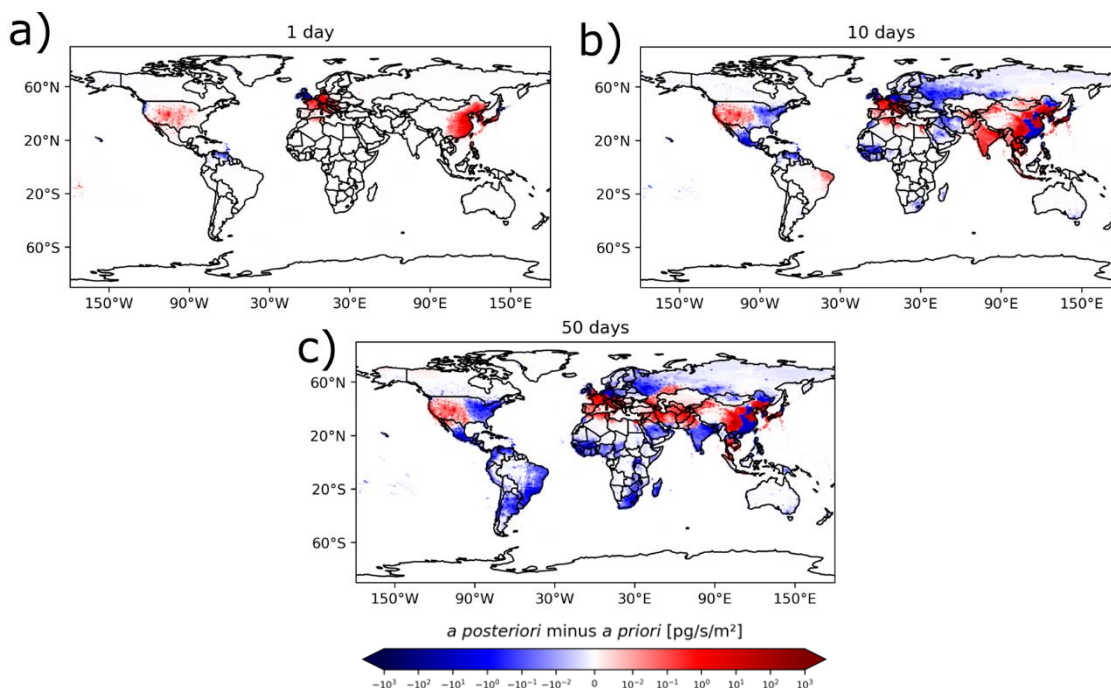 a)
1 day
b)
10 days
60°N
20°N
20°S
60°S
60°N
20°N
20°S
60°S
150°W 90°W 30°W 30°E 90°E 150°E
150°W 90°W 30°W 30°E 90°E 150°E
c)
50 days
60°N
20°N
20°S
60°S
150°W 90°W 30°W 30°E 90°E 150°E
a posteriori minus a priori [pg/s/m²]
−10³ −10² −10¹ −10⁰ −10⁻¹ −10⁻² 0 10⁻² 10⁻¹ 10⁰ 10¹ 10² 10³